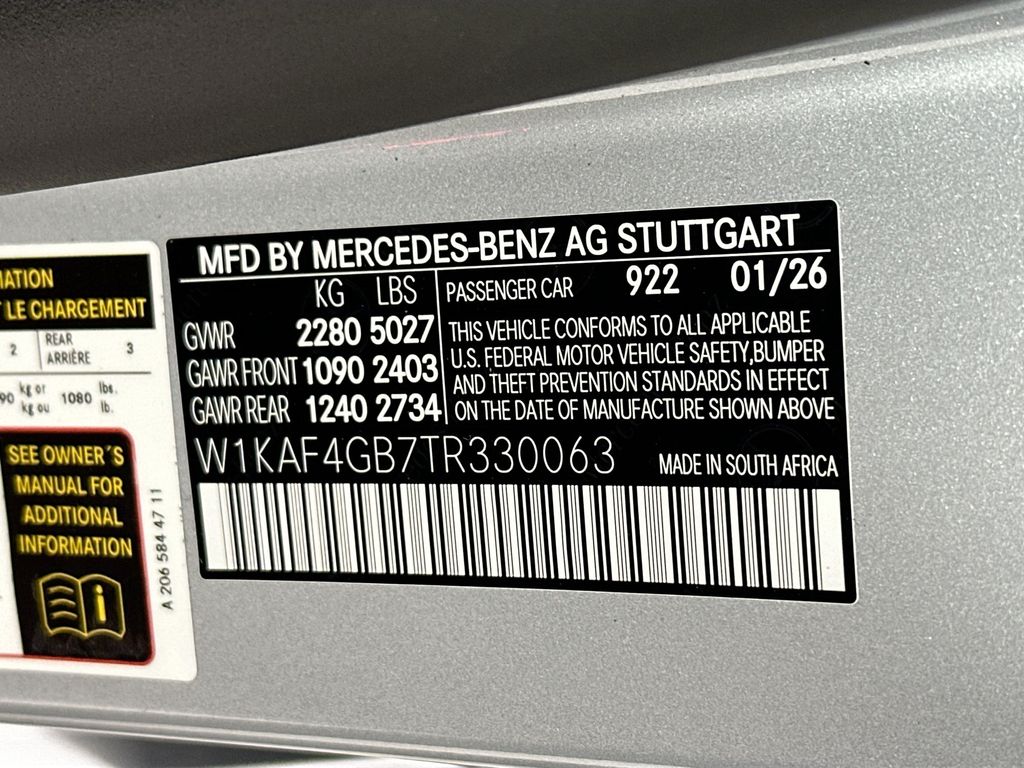 MATION
T LE CHARGEMENT
2 REAR ARRIÈRE 3
90 kg or kg ou 1080 lbs. lb.
SEE OWNER´S
MANUAL FOR
ADDITIONAL
INFORMATION
A 206 584 47 11
MFD BY MERCEDES-BENZ AG STUTTGART
KG LBS
GVWR 2280 5027
GAWR FRONT 1090 2403
GAWR REAR 1240 2734
PASSENGER CAR 922 01/26
THIS VEHICLE CONFORMS TO ALL APPLICABLE
U.S. FEDERAL MOTOR VEHICLE SAFETY,BUMPER
AND THEFT PREVENTION STANDARDS IN EFFECT
ON THE DATE OF MANUFACTURE SHOWN ABOVE
W1KAF4GB7TR330063
MADE IN SOUTH AFRICA